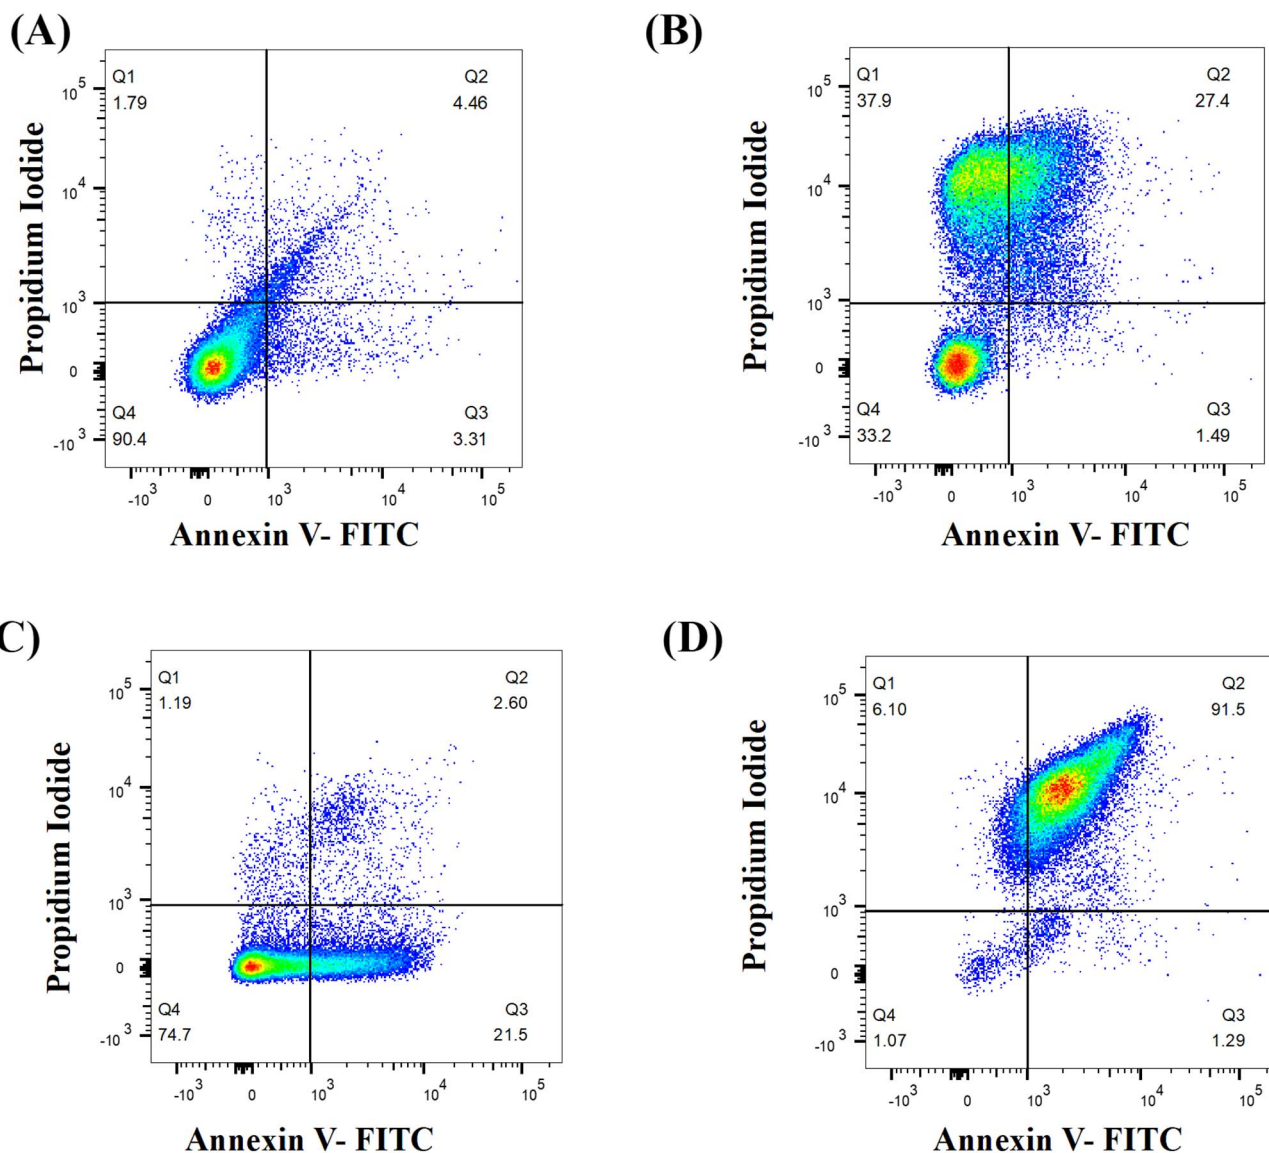 (A)
Q1
1.79
Q2
4.46
Q4
90.4
Q3
3.31
10^5
10^4
10^3
0
-10^3
Propidium Iodide
-10^3 0 10^3 10^4 10^5
Annexin V- FITC
(B)
Q1
37.9
Q2
27.4
Q4
33.2
Q3
1.49
10^5
10^4
10^3
0
-10^3
Propidium Iodide
-10^3 0 10^3 10^4 10^5
Annexin V- FITC
C)
Q1
1.19
Q2
2.60
Q4
74.7
Q3
21.5
10^5
10^4
10^3
0
-10^3
Propidium Iodide
-10^3 0 10^3 10^4 10^5
Annexin V- FITC
(D)
Q1
6.10
Q2
91.5
Q4
1.07
Q3
1.29
10^5
10^4
10^3
0
-10^3
Propidium Iodide
-10^3 0 10^3 10^4 10^5
Annexin V- FITC